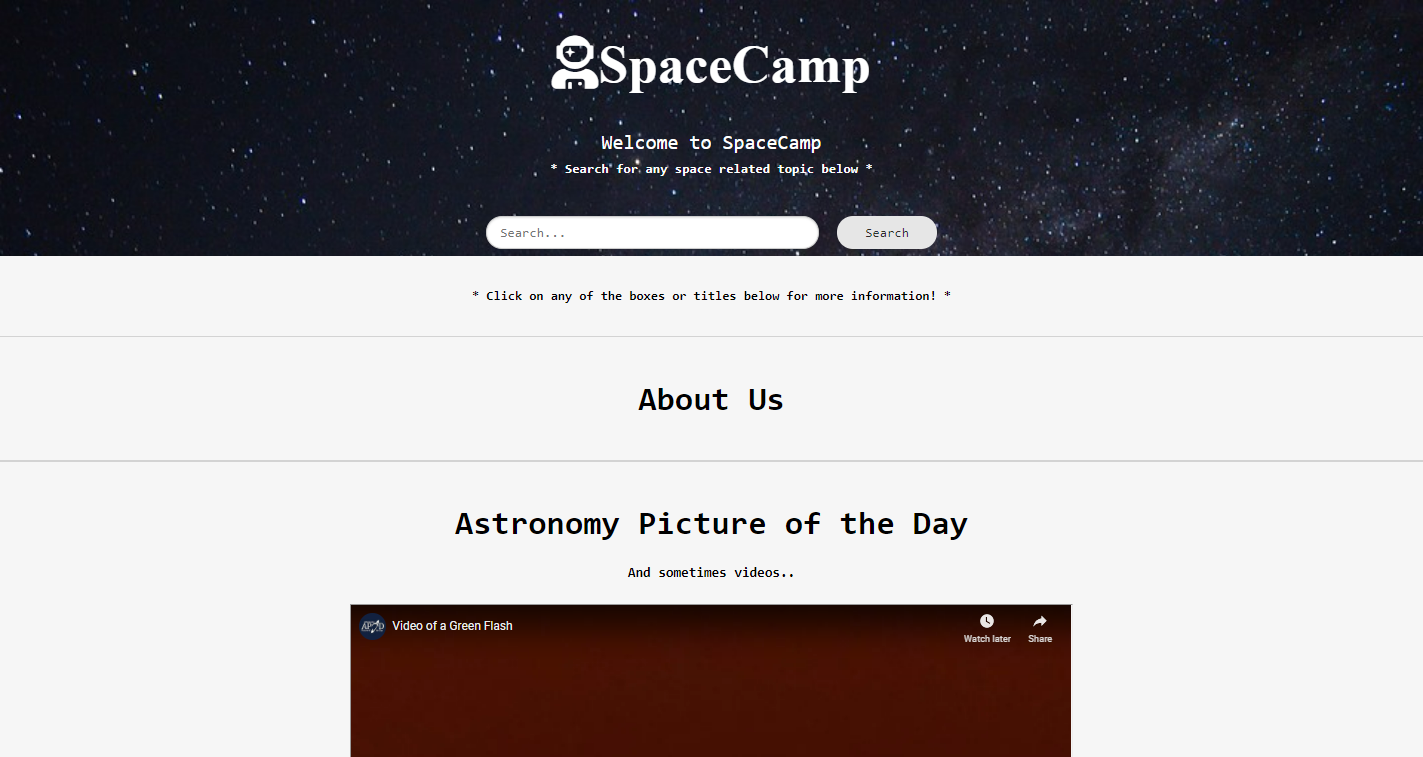 SpaceCamp
Welcome to SpaceCamp
* Search for any space related topic below *
Search...
Search
* Click on any of the boxes or titles below for more information! *
About Us
Astronomy Picture of the Day
And sometimes videos..
APOD
Video of a Green Flash
Watch later
Share